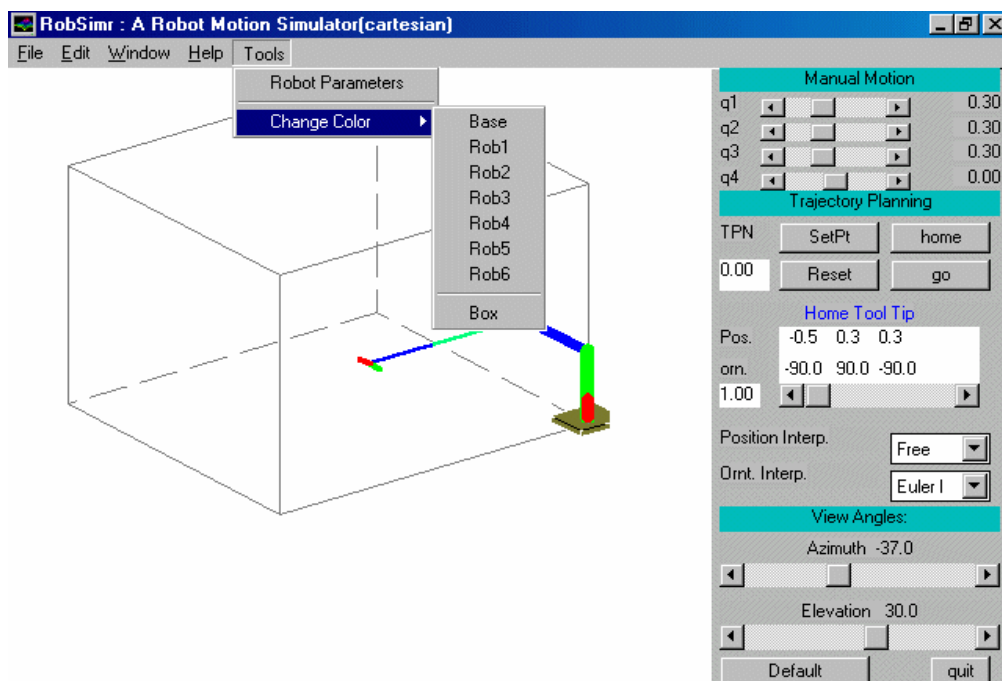 RobSimr : A Robot Motion Simulator(cartesian)
File Edit Window Help Tools
Robot Parameters
Change Color
Base
Rob1
Rob2
Rob3
Rob4
Rob5
Rob6
Box
Manual Motion
q1 0.30
q2 0.30
q3 0.30
q4 0.00
Trajectory Planning
TPN SetPt home
0.00 Reset go
Home Tool Tip
Pos. -0.5 0.3 0.3
orn. -90.0 90.0 -90.0
1.00
Position Interp. Free
Ornt. Interp. Euler I
View Angles:
Azimuth -37.0
Elevation 30.0
Default quit